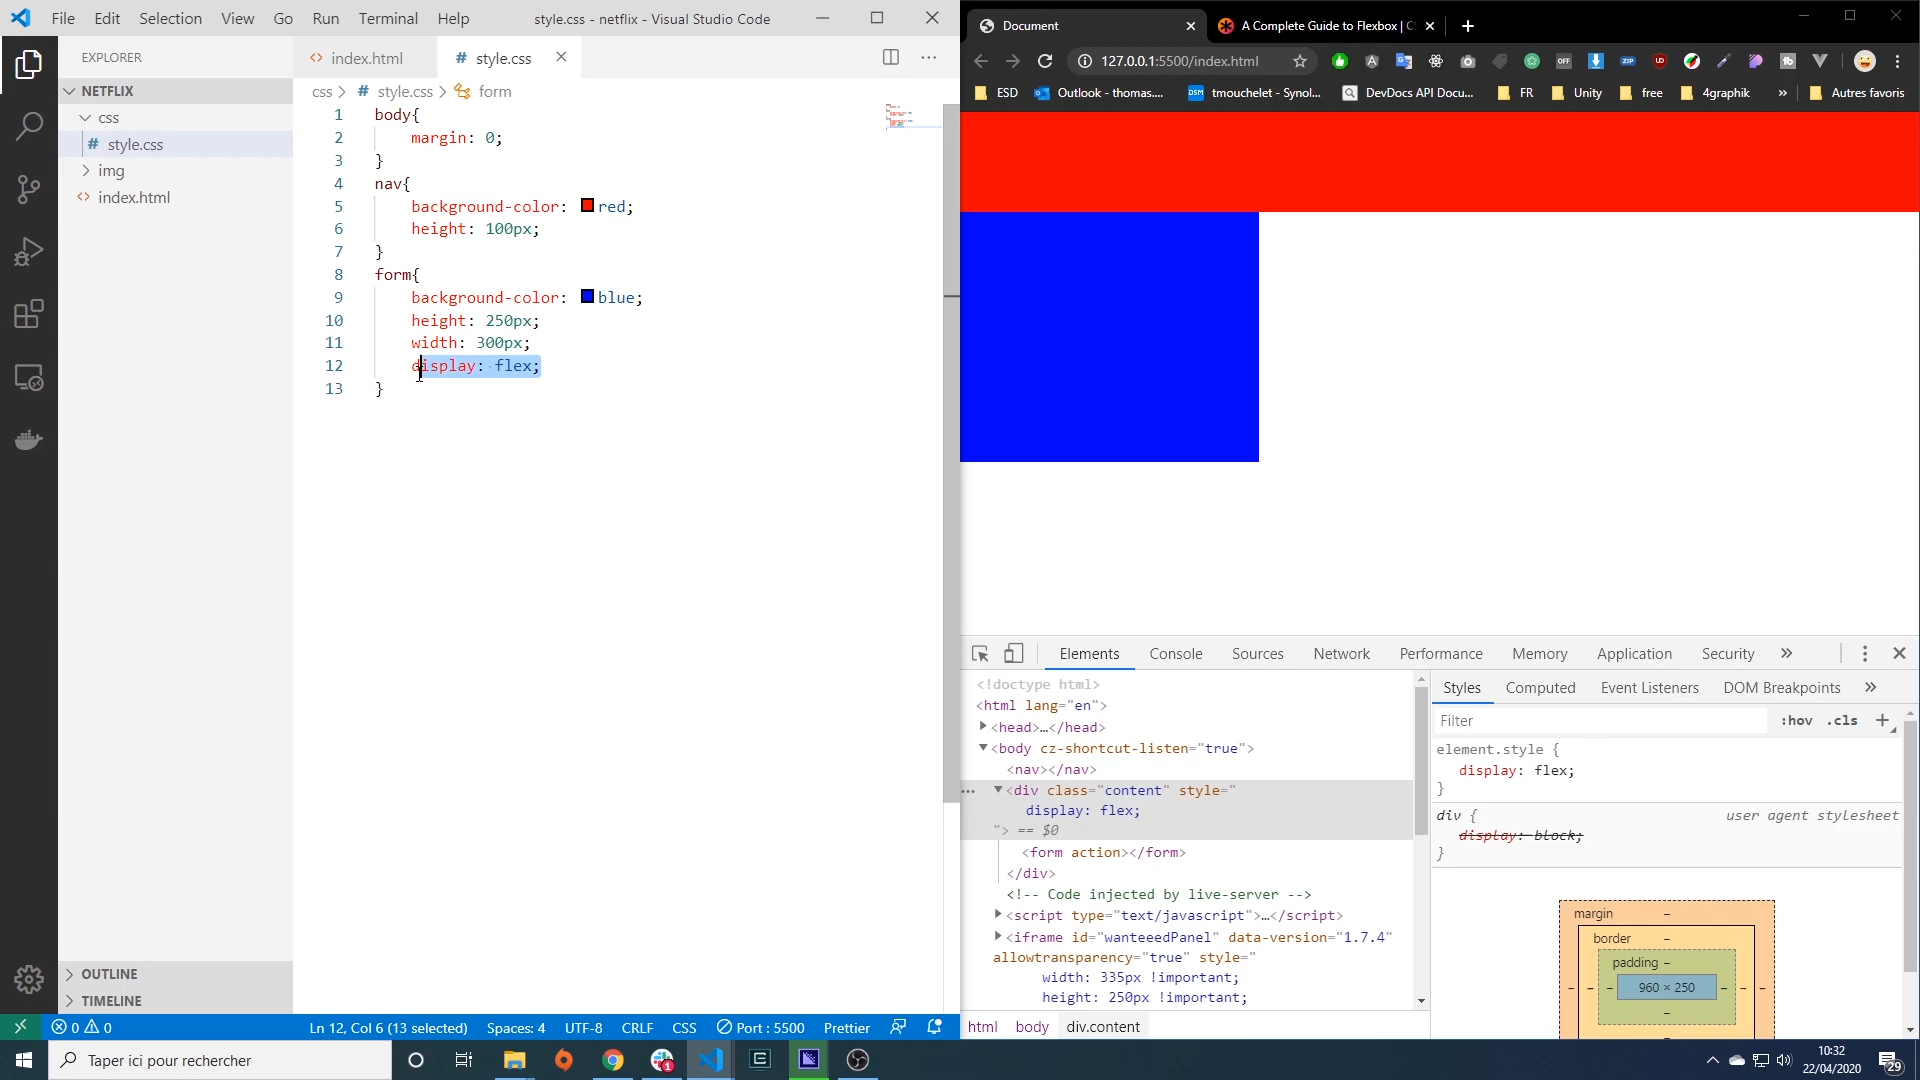 File Edit Selection View Go Run Terminal Help style.css - netflix - Visual Studio Code
EXPLORER
NETFLIX
css
# style.css
img
<> index.html
OUTLINE
TIMELINE
<> index.html # style.css
css > # style.css > form
1 body{
2 margin: 0;
3 }
4 nav{
5 background-color: red;
6 height: 100px;
7 }
8 form{
9 background-color: blue;
10 height: 250px;
11 width: 300px;
12 display: flex;
13 }
0 0 Ln 12, Col 6 (13 selected) Spaces: 4 UTF-8 CRLF CSS Port : 5500 Prettier
Document A Complete Guide to Flexbox | C
127.0.0.1:5500/index.html
ESD Outlook - thomas.... DSM tmouchelet - Synol... DevDocs API Docu... FR Unity free 4graphik » Autres favoris
Elements Console Sources Network Performance Memory Application Security »
<!doctype html>
<html lang="en">
<head>…</head>
<body cz-shortcut-listen="true">
<nav></nav>
<div class="content" style="
display: flex;
"> == $0
<form action></form>
</div>
<!-- Code injected by live-server -->
<script type="text/javascript">…</script>
<iframe id="wanteeedPanel" data-version="1.7.4"
allowtransparency="true" style="
width: 335px !important;
height: 250px !important;
html body div.content
Styles Computed Event Listeners DOM Breakpoints »
Filter :hov .cls +
element.style {
display: flex;
}
div { user agent stylesheet
display: block;
}
margin –
border –
padding –
– – – 960 × 250 – – –
–
–
Taper ici pour rechercher
1
10:32
22/04/2020
29